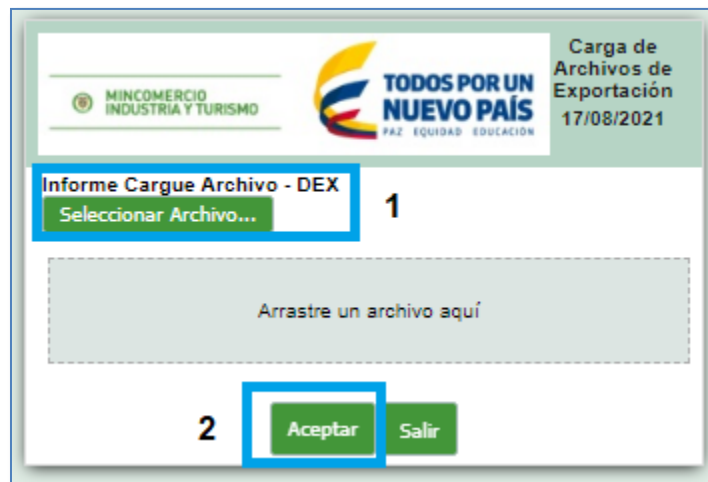 MINCOMERCIO
INDUSTRIA Y TURISMO
TODOS POR UN
NUEVO PAÍS
PAZ EQUIDAD EDUCACIÓN
Carga de
Archivos de
Exportación
17/08/2021
Informe Cargue Archivo - DEX
Seleccionar Archivo...
1
Arrastre un archivo aquí
2
Aceptar
Salir